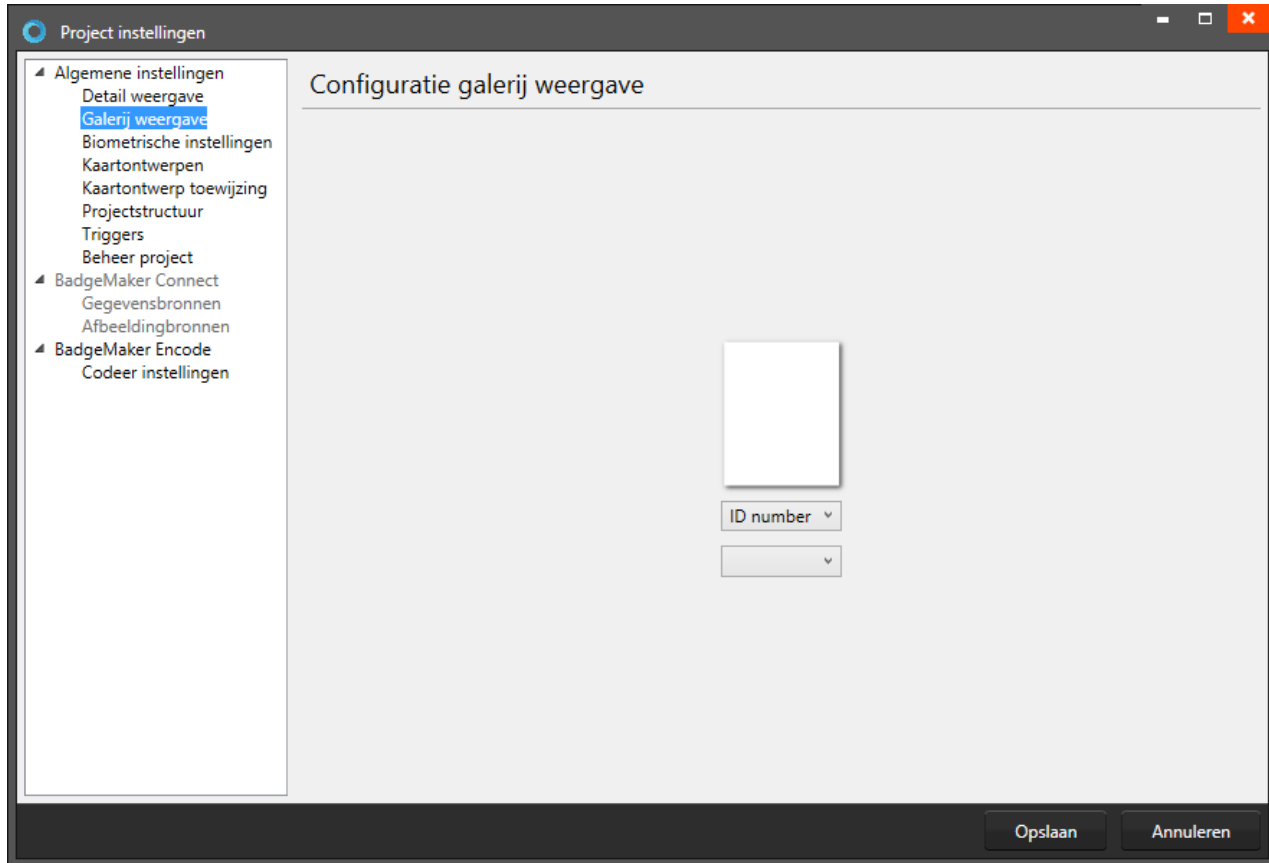 Project instellingen
Algemene instellingen
Detail weergave
Galerij weergave
Biometrische instellingen
Kaartontwerpen
Kaartontwerp toewijzing
Projectstructuur
Triggers
Beheer project
BadgeMaker Connect
Gegevensbronnen
Afbeeldingbronnen
BadgeMaker Encode
Codeer instellingen
Configuratie galerij weergave
ID number
Opslaan
Annuleren